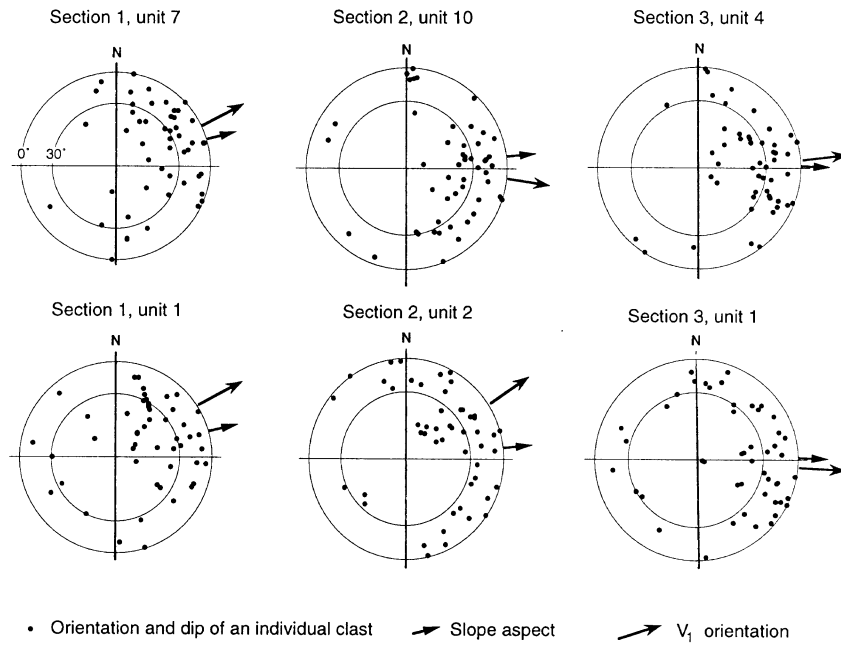 Section 1, unit 7
Section 2, unit 10
Section 3, unit 4
N
N
N
0° 30°
Section 1, unit 1
Section 2, unit 2
Section 3, unit 1
N
N
N
• Orientation and dip of an individual clast
Slope aspect
V1 orientation